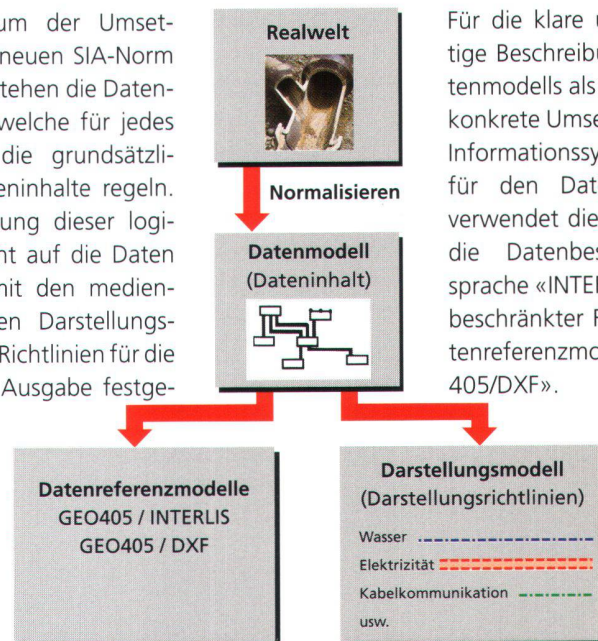 um der Umset-
neuen SIA-Norm
tehen die Daten-
welche für jedes
die grundsätzli-
eninhalte regeln.
ung dieser logi-
nt auf die Daten
mit den medien-
en Darstellungs-
Richtlinien für die
Ausgabe festge-
Realwelt
Normalisieren
Datenmodell
(Dateninhalt)
Für die klare
tige Beschreibu
tenmodells als
konkrete Umse
Informationssy
für den Dat
verwendet die
die Datenbes
sprache «INTER
beschränkter
tenreferenzmo
405/DXF».
Datenreferenzmodelle
GEO405 / INTERLIS
GEO405 / DXF
Darstellungsmodell
(Darstellungsrichtlinien)
Wasser
Elektrizität
Kabelkommunikation
usw.